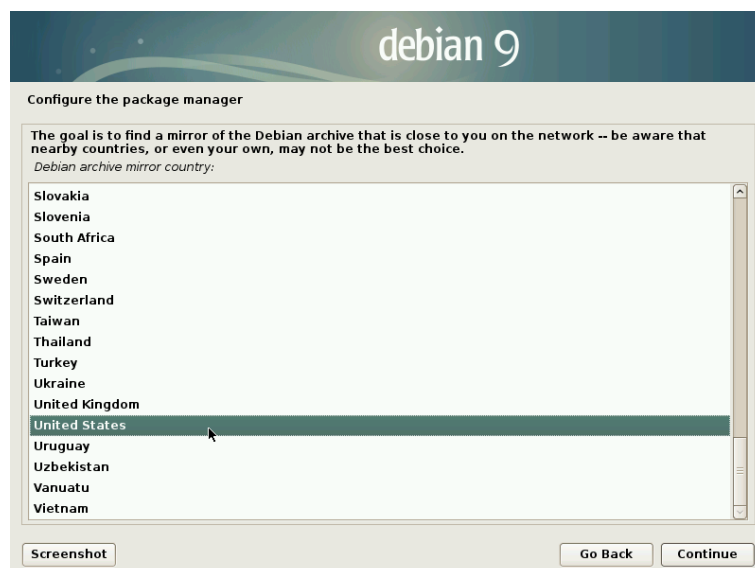 debian 9
Configure the package manager
The goal is to find a mirror of the Debian archive that is close to you on the network -- be aware that
nearby countries, or even your own, may not be the best choice.
Debian archive mirror country:
Slovakia
Slovenia
South Africa
Spain
Sweden
Switzerland
Taiwan
Thailand
Turkey
Ukraine
United Kingdom
United States
Uruguay
Uzbekistan
Vanuatu
Vietnam
Screenshot
Go Back
Continue